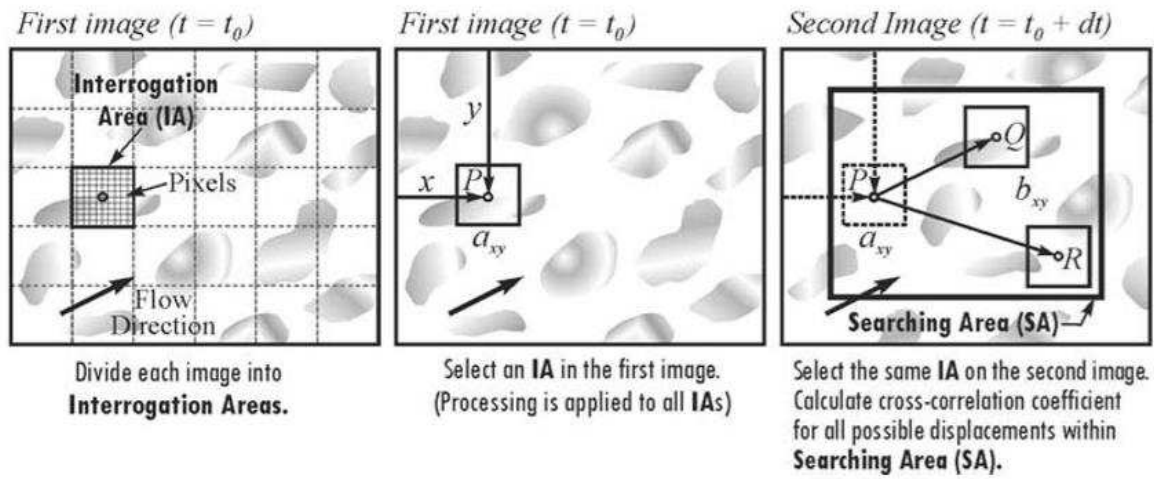 First image (t = t₀)
Interrogation
Area (IA)
Pixels
Flow
Direction
Divide each image into
Interrogation Areas.
First image (t = t₀)
y
x
P
aₓᵧ
Select an IA in the first image.
(Processing is applied to all IAs)
Second Image (t = t₀ + dt)
Q
P
bₓᵧ
aₓᵧ
R
Searching Area (SA)
Select the same IA on the second image.
Calculate cross-correlation coefficient
for all possible displacements within
Searching Area (SA).